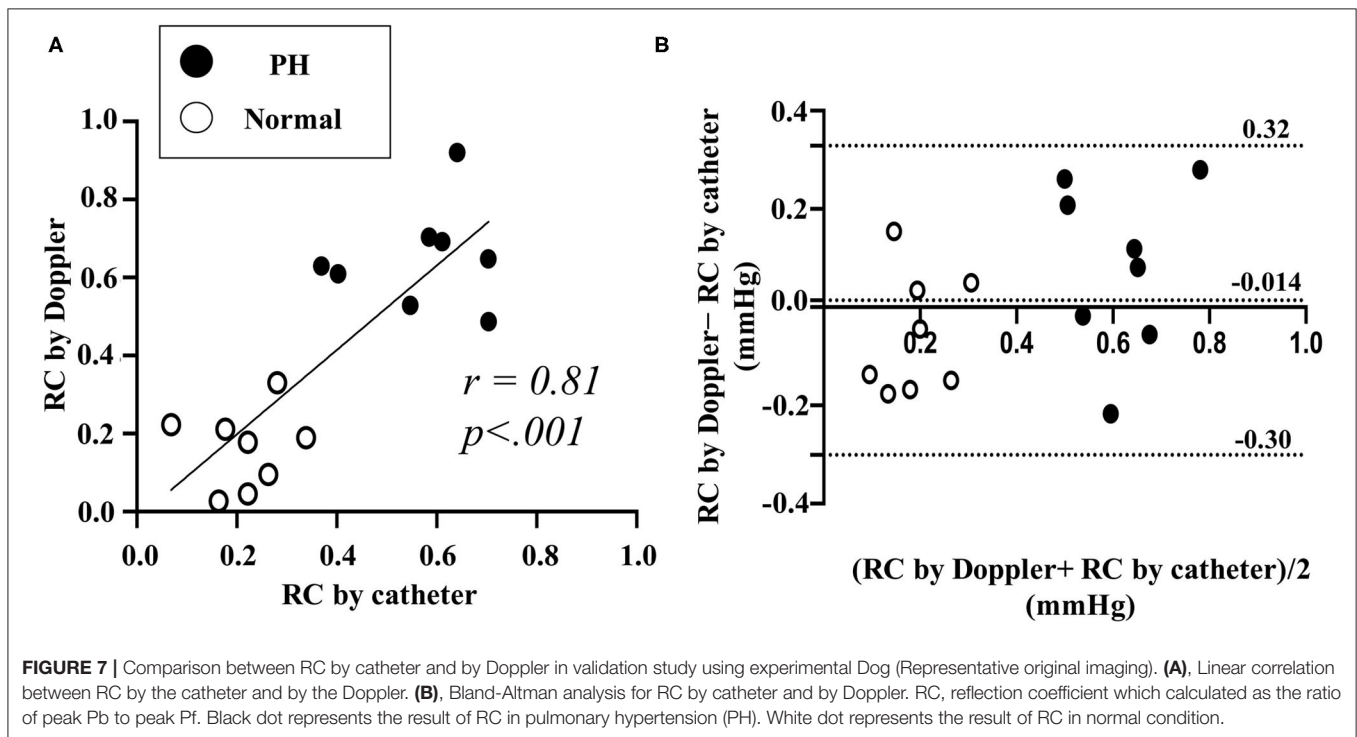 A
PH
Normal
1.0
0.8
0.6
0.4
0.2
0.0
RC by Doppler
r = 0.81
p<.001
0.0 0.2 0.4 0.6 0.8 1.0
RC by catheter
B
0.4
0.2
0.0
-0.2
-0.4
RC by Doppler− RC by catheter
(mmHg)
0.32
-0.014
-0.30
0.2 0.4 0.6 0.8 1.0
(RC by Doppler+ RC by catheter)/2
(mmHg)
FIGURE 7 | Comparison between RC by catheter and by Doppler in validation study using experimental Dog (Representative original imaging). (A), Linear correlation
between RC by the catheter and by the Doppler. (B), Bland-Altman analysis for RC by catheter and by Doppler. RC, reflection coefficient which calculated as the ratio
of peak Pb to peak Pf. Black dot represents the result of RC in pulmonary hypertension (PH). White dot represents the result of RC in normal condition.